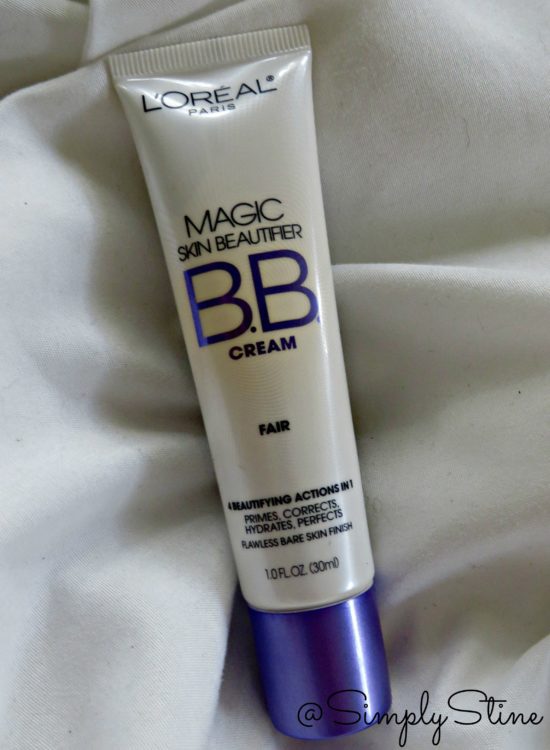 L'ORÉAL®
PARIS
MAGIC
SKIN BEAUTIFIER
B.B.
CREAM
FAIR
4 BEAUTIFYING ACTIONS IN 1
PRIMES, CORRECTS,
HYDRATES, PERFECTS
FLAWLESS BARE SKIN FINISH
1.0 FL.OZ. (30ml)
@SimplyStine